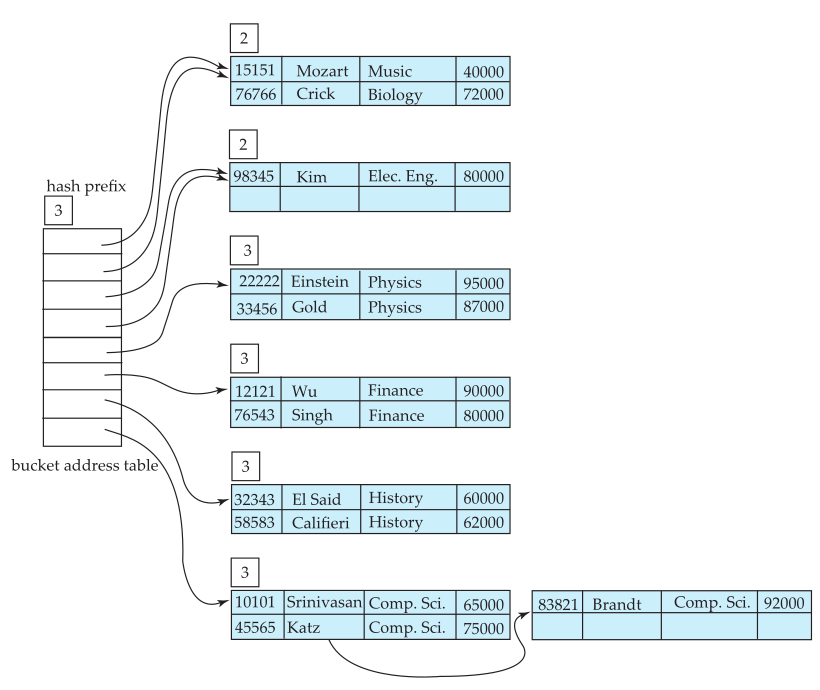 2
15151 Mozart Music 40000
76766 Crick Biology 72000
2
98345 Kim Elec. Eng. 80000
hash prefix
3
3
22222 Einstein Physics 95000
33456 Gold Physics 87000
3
12121 Wu Finance 90000
76543 Singh Finance 80000
bucket address table
3
32343 El Said History 60000
58583 Califieri History 62000
3
10101 Srinivasan Comp. Sci. 65000
45565 Katz Comp. Sci. 75000
83821 Brandt Comp. Sci. 92000